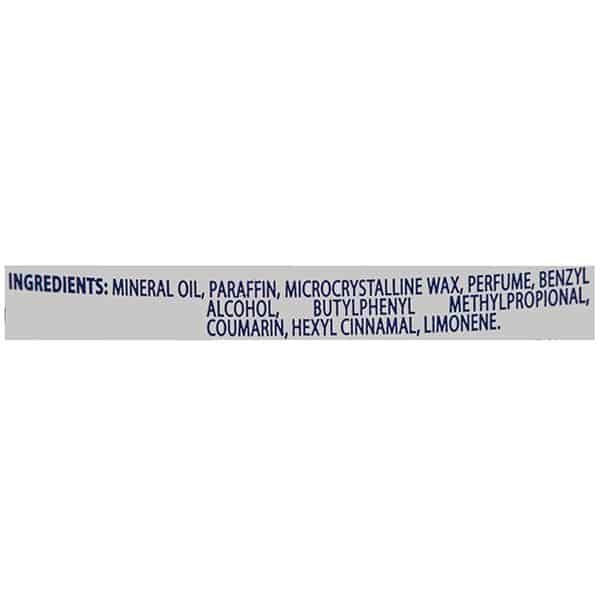 INGREDIENTS: MINERAL OIL, PARAFFIN, MICROCRYSTALLINE WAX, PERFUME, BENZYL
ALCOHOL, BUTYLPHENYL METHYLPROPIONAL,
COUMARIN, HEXYL CINNAMAL, LIMONENE.